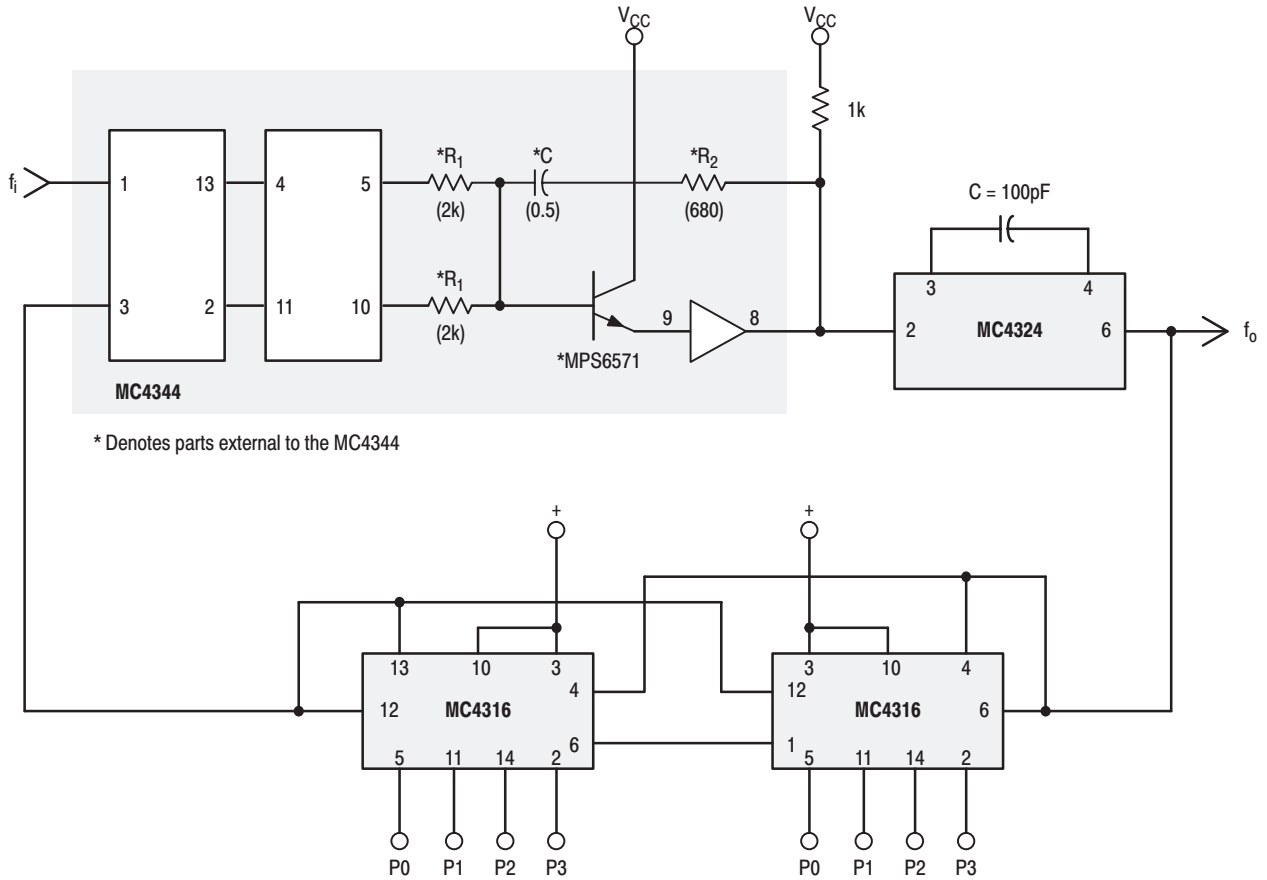 VCC
VCC
1k
*R1
*C
*R2
fi
1
13
4
5
(2k)
(0.5)
(680)
C = 100pF
*R1
3
4
3
2
11
10
9
8
2
MC4324
6
fo
(2k)
*MPS6571
MC4344
* Denotes parts external to the MC4344
+
+
13
10
3
3
10
4
4
12
12
MC4316
MC4316
6
6
1
5
11
14
2
5
11
14
2
P0
P1
P2
P3
P0
P1
P2
P3